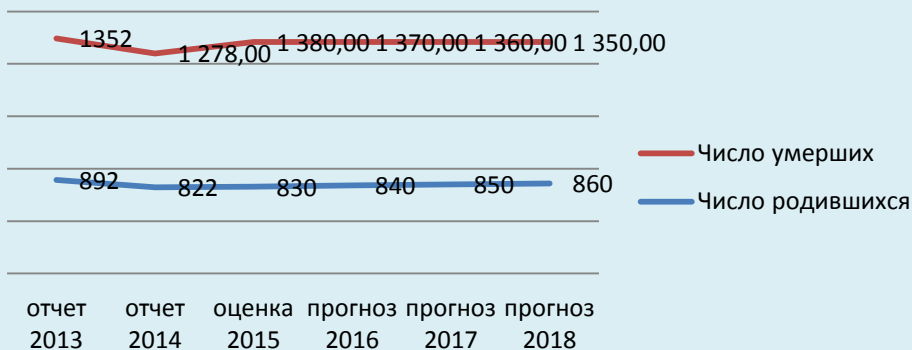 1352
1 278,00
1 380,00
1 370,00
1 360,00
1 350,00
892
822
830
840
850
860
Число умерших
Число родившихся
отчет 2013
отчет 2014
оценка 2015
прогноз 2016
прогноз 2017
прогноз 2018